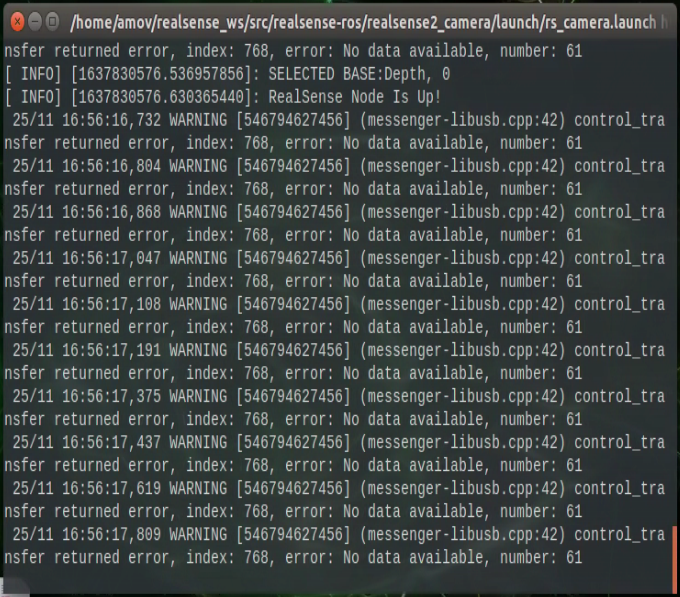 /home/amov/realsense_ws/src/realsense-ros/realsense2_camera/launch/rs_camera.launch h
nsfer returned error, index: 768, error: No data available, number: 61
[ INFO] [1637830576.536957856]: SELECTED BASE:Depth, 0
[ INFO] [1637830576.630365440]: RealSense Node Is Up!
25/11 16:56:16,732 WARNING [546794627456] (messenger-libusb.cpp:42) control_tra
nsfer returned error, index: 768, error: No data available, number: 61
25/11 16:56:16,804 WARNING [546794627456] (messenger-libusb.cpp:42) control_tra
nsfer returned error, index: 768, error: No data available, number: 61
25/11 16:56:16,868 WARNING [546794627456] (messenger-libusb.cpp:42) control_tra
nsfer returned error, index: 768, error: No data available, number: 61
25/11 16:56:17,047 WARNING [546794627456] (messenger-libusb.cpp:42) control_tra
nsfer returned error, index: 768, error: No data available, number: 61
25/11 16:56:17,108 WARNING [546794627456] (messenger-libusb.cpp:42) control_tra
nsfer returned error, index: 768, error: No data available, number: 61
25/11 16:56:17,191 WARNING [546794627456] (messenger-libusb.cpp:42) control_tra
nsfer returned error, index: 768, error: No data available, number: 61
25/11 16:56:17,375 WARNING [546794627456] (messenger-libusb.cpp:42) control_tra
nsfer returned error, index: 768, error: No data available, number: 61
25/11 16:56:17,437 WARNING [546794627456] (messenger-libusb.cpp:42) control_tra
nsfer returned error, index: 768, error: No data available, number: 61
25/11 16:56:17,619 WARNING [546794627456] (messenger-libusb.cpp:42) control_tra
nsfer returned error, index: 768, error: No data available, number: 61
25/11 16:56:17,809 WARNING [546794627456] (messenger-libusb.cpp:42) control_tra
nsfer returned error, index: 768, error: No data available, number: 61